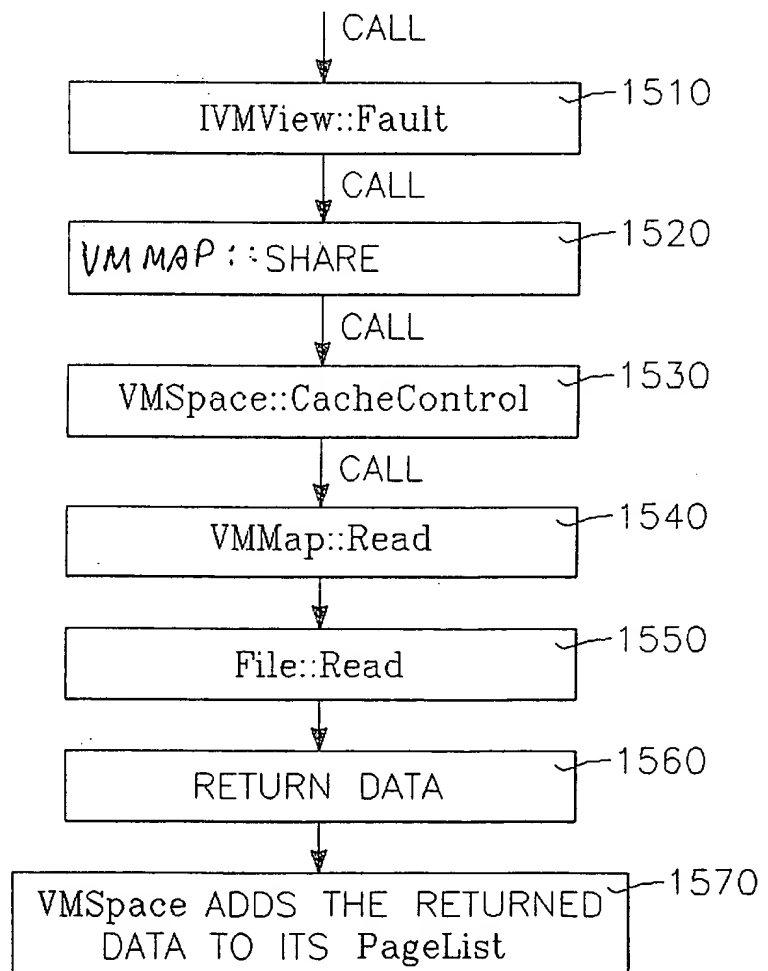 CALL
IVMView::Fault
1510
CALL
VMMAP::SHARE
1520
CALL
VMSpace::CacheControl
1530
CALL
VMMap::Read
1540
File::Read
1550
RETURN DATA
1560
VMSpace ADDS THE RETURNED
DATA TO ITS PageList
1570